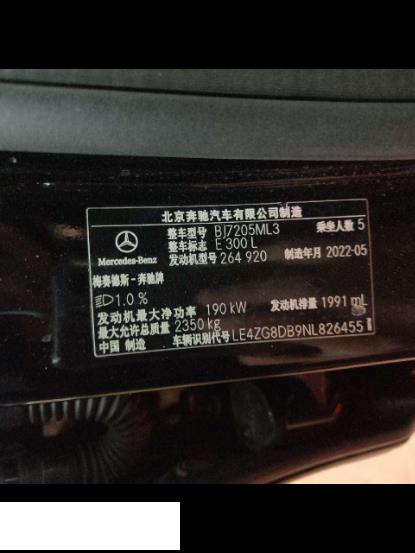 北京奔驰汽车有限公司制造
整车型号 BJ7205ML3 乘坐人数 5
整车标志 E 300 L
发动机型号 264 920 制造年月 2022-05
Mercedes-Benz
梅赛德斯-奔驰牌
1.0 %
发动机最大净功率 190 kW 发动机排量 1991 mL
最大允许总质量 2350 kg
中国 制造 车辆识别代号 LE4ZG8DB9NL826455